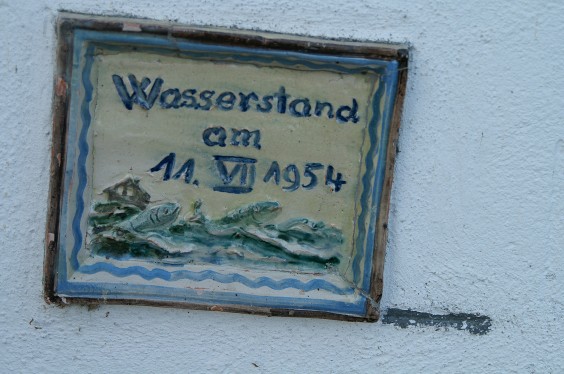 Wasserstand
am
11. VII 1954